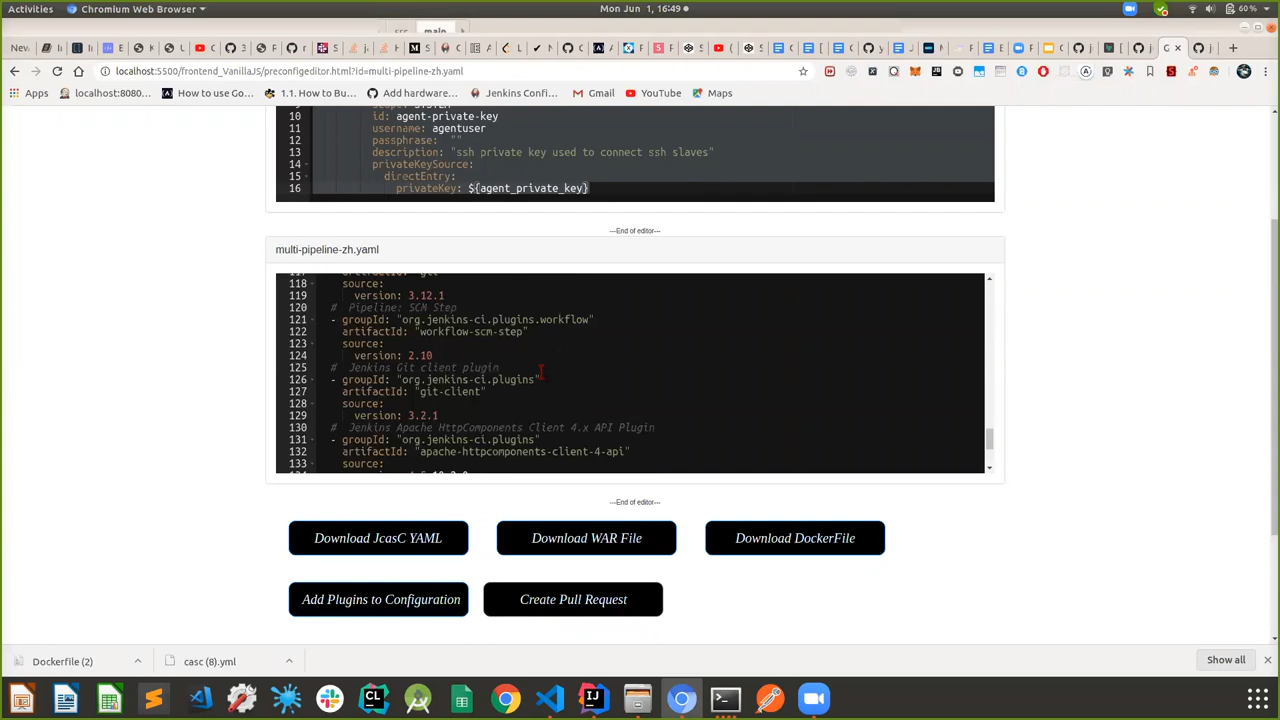 Activities
Chromium Web Browser
Mon Jun 1, 16:49
60 %
src main
localhost:5500/frontend_VanillaJS/preconfigeditor.html?id=multi-pipeline-zh.yaml
Apps
localhost:8080...
How to use Go...
1.1. How to Bu...
Add hardware...
Jenkins Confi...
Gmail
YouTube
Maps
10 id: agent-private-key
11 username: agentuser
12 passphrase: ""
13 description: "ssh private key used to connect ssh slaves"
14 privateKeySource:
15 directEntry:
16 privateKey: ${agent_private_key}
---End of editor---
multi-pipeline-zh.yaml
118 source:
119 version: 3.12.1
120 # Pipeline: SCM Step
121 - groupId: "org.jenkins-ci.plugins.workflow"
122 artifactId: "workflow-scm-step"
123 source:
124 version: 2.10
125 # Jenkins Git client plugin
126 - groupId: "org.jenkins-ci.plugins"
127 artifactId: "git-client"
128 source:
129 version: 3.2.1
130 # Jenkins Apache HttpComponents Client 4.x API Plugin
131 - groupId: "org.jenkins-ci.plugins"
132 artifactId: "apache-httpcomponents-client-4-api"
133 source:
---End of editor---
Download JcasC YAML
Download WAR File
Download DockerFile
Add Plugins to Configuration
Create Pull Request
Dockerfile (2)
casc (8).yml
Show all